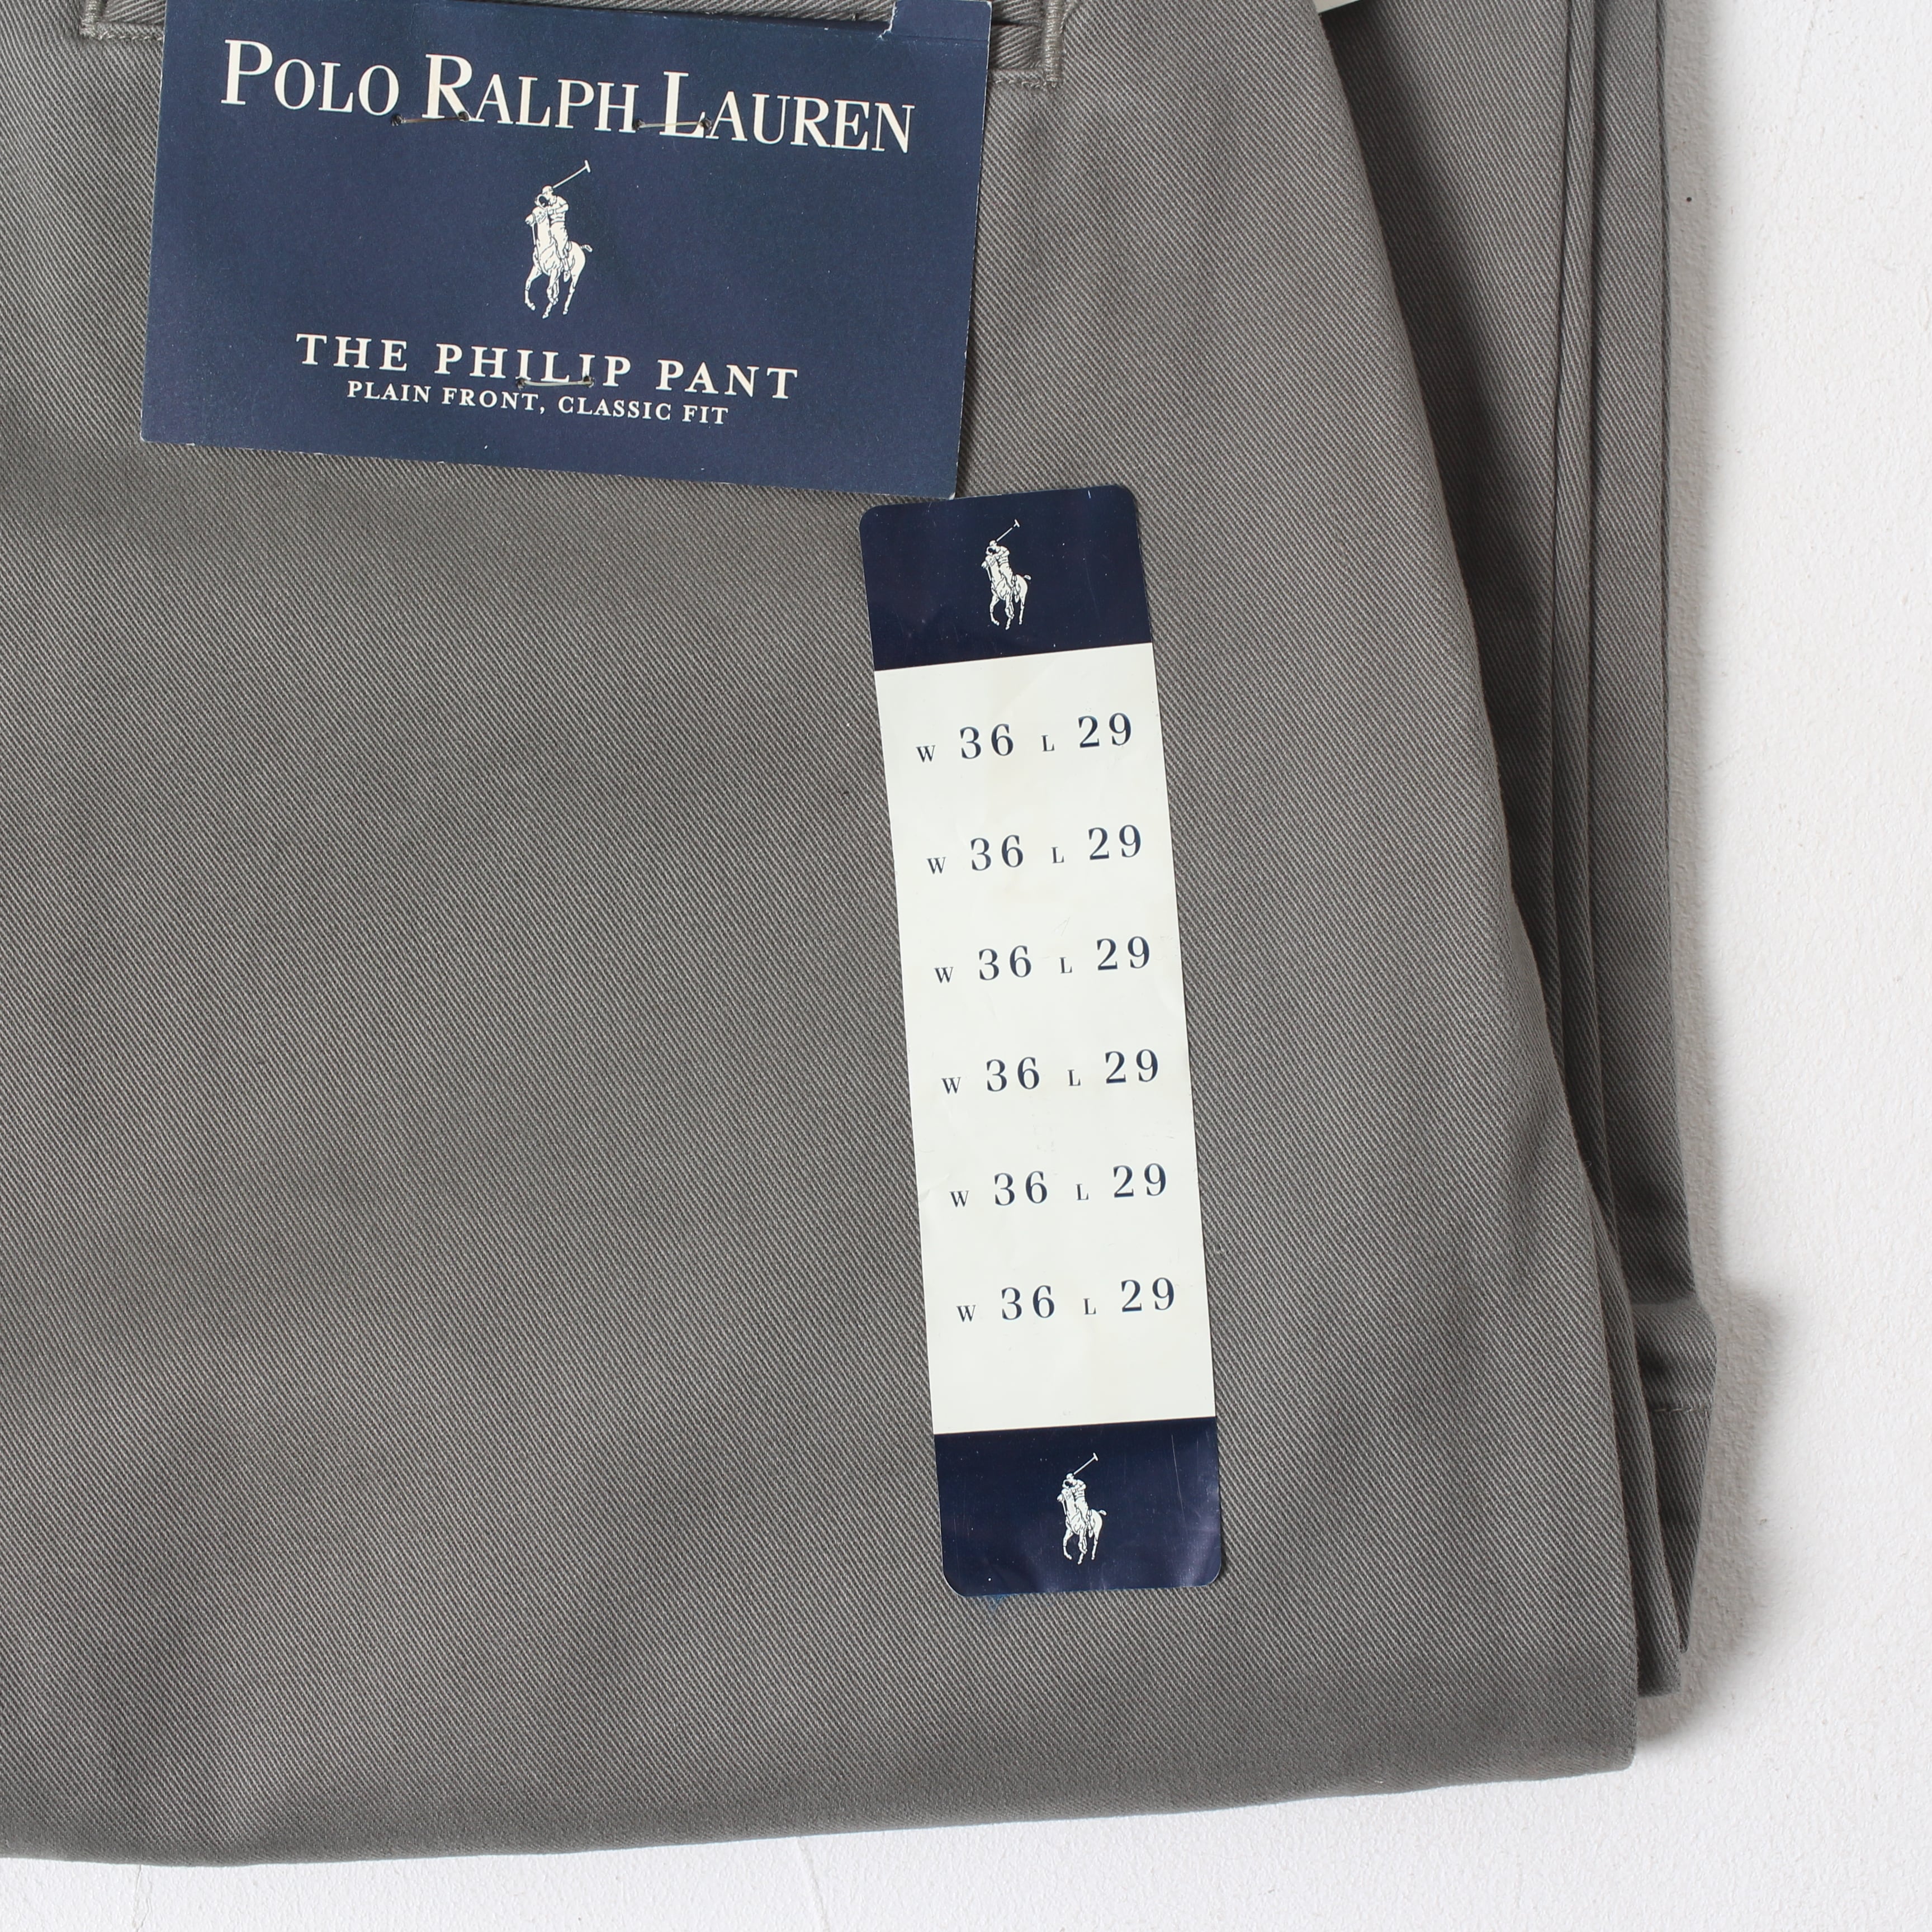 POLO RALPH LAUREN
THE PHILIP PANT
PLAIN FRONT, CLASSIC FIT
W 36 L 29
W 36 L 29
W 36 L 29
W 36 L 29
W 36 L 29
W 36 L 29